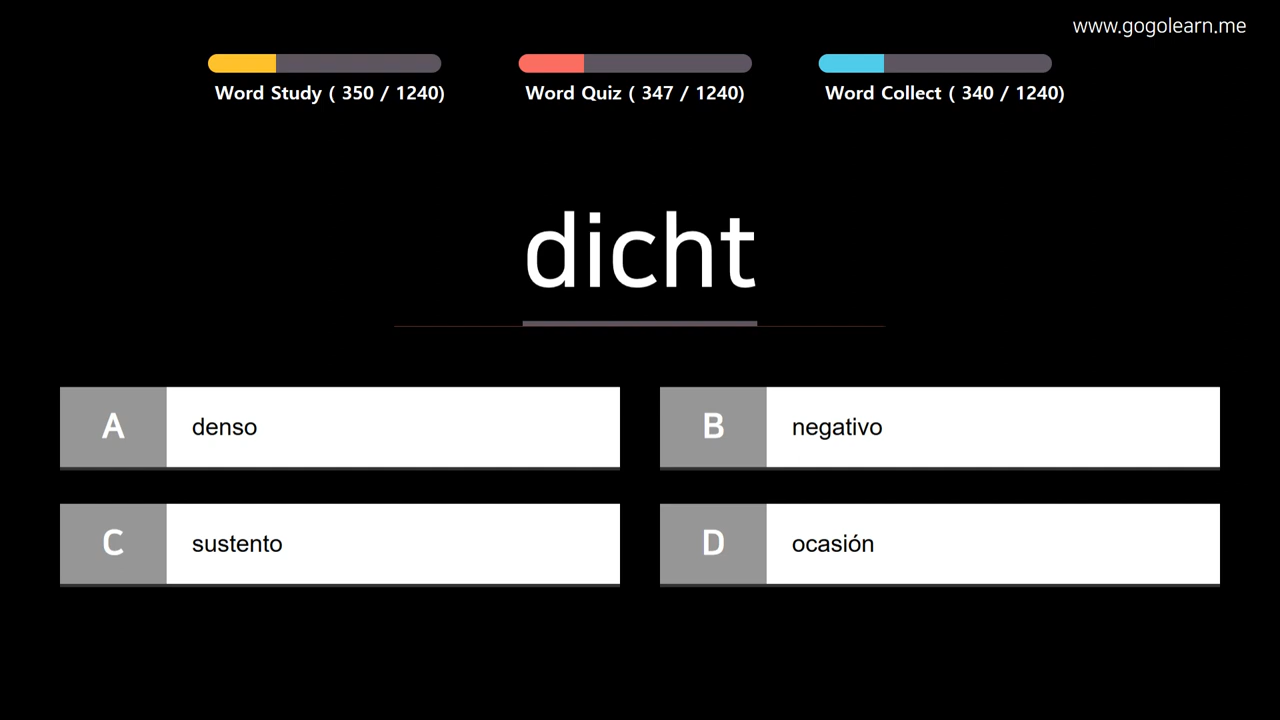 www.gogolearn.me
Word Study ( 350 / 1240)
Word Quiz ( 347 / 1240)
Word Collect ( 340 / 1240)
dicht
A
denso
B
negativo
C
sustento
D
ocasión